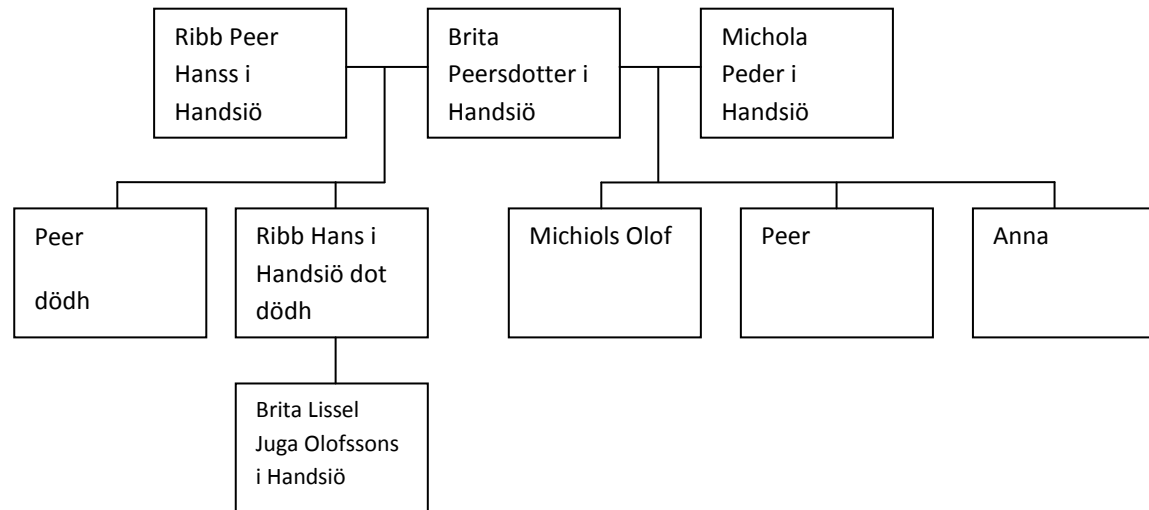 Ribb Peer
Hanss i
Handsiö
Brita
Peersdotter i
Handsiö
Michola
Peder i
Handsiö
Peer
dödh
Ribb Hans i
Handsiö dot
dödh
Michiols Olof
Peer
Anna
Brita Lissel
Juga Olofssons
i Handsiö